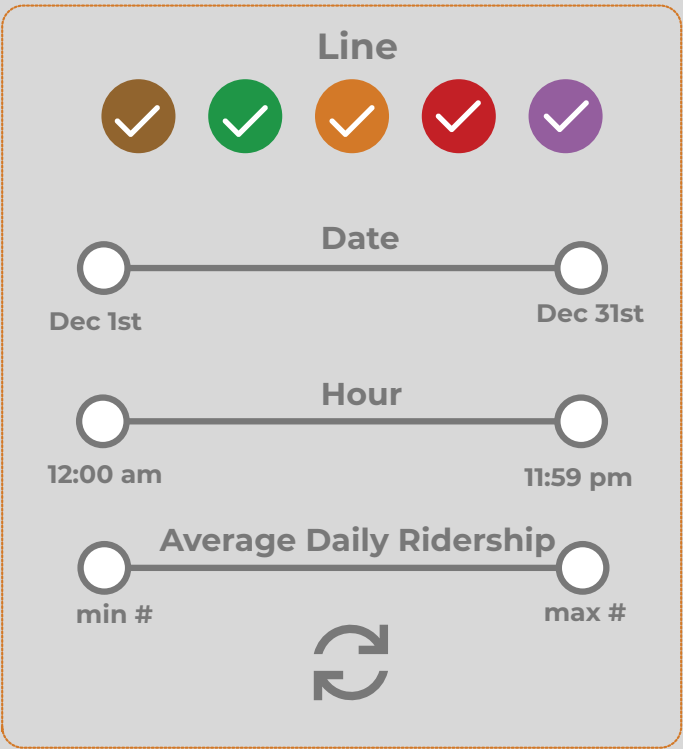 Line
Date
Dec 1st
Dec 31st
Hour
12:00 am
11:59 pm
Average Daily Ridership
min #
max #